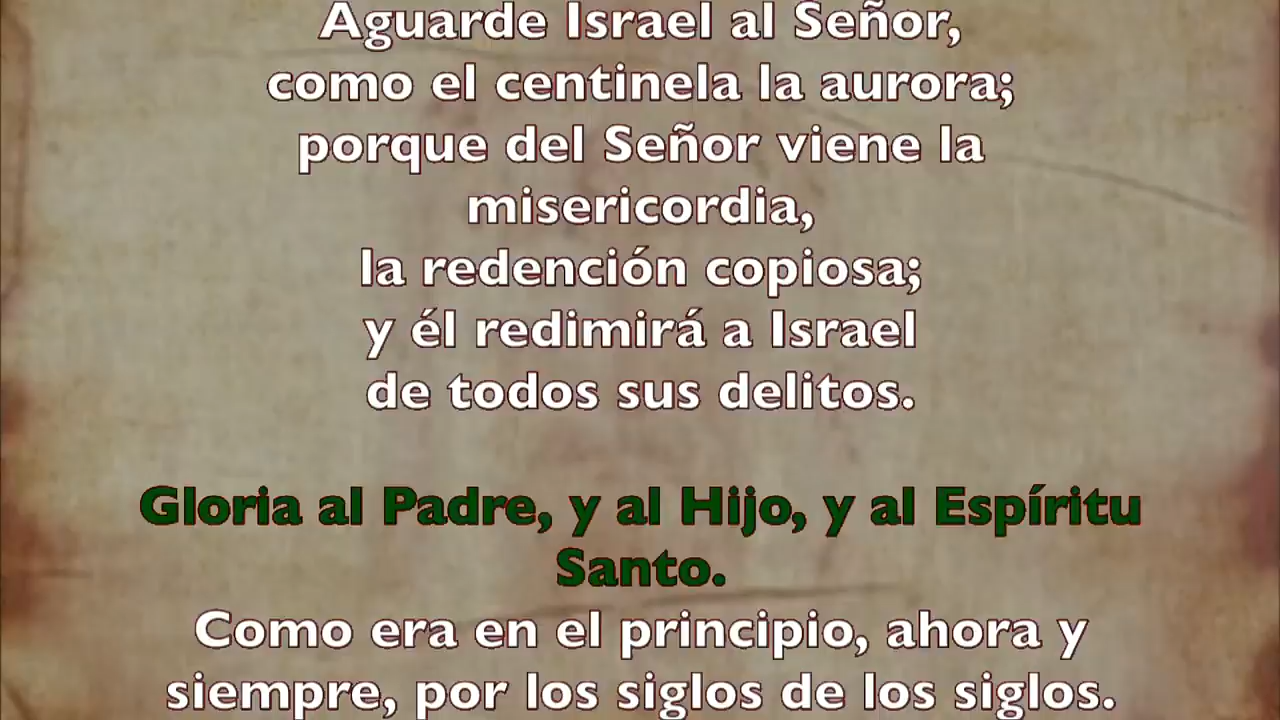 Aguarde Israel al Señor,
como el centinela la aurora;
porque del Señor viene la
misericordia,
la redención copiosa;
y él redimirá a Israel
de todos sus delitos.
Gloria al Padre, y al Hijo, y al Espíritu
Santo.
Como era en el principio, ahora y
siempre, por los siglos de los siglos.